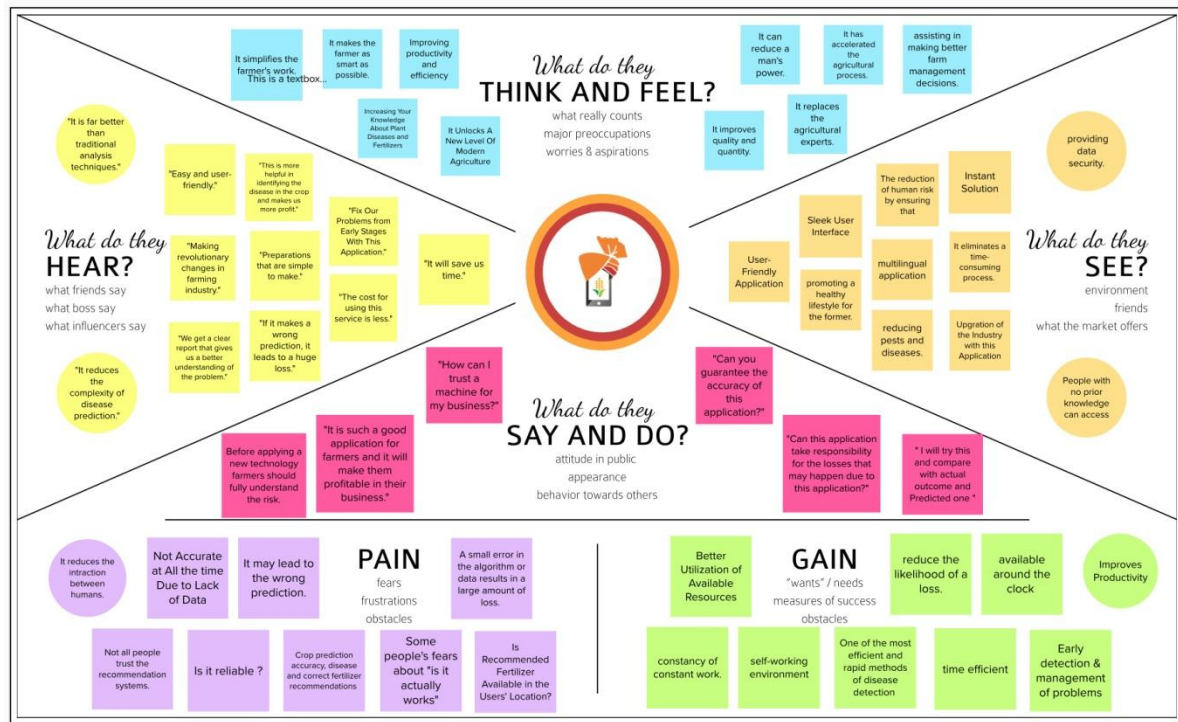 It simplifies the
farmer's work.
This is a textbox...
It makes the
farmer as
smart as
possible.
Improving
productivity
and
efficiency
Increasing Your
Knowledge
About Plant
Diseases and
Fertilizers
It Unlocks A
New Level Of
Modern
Agriculture
What do they
THINK AND FEEL?
what really counts
major preoccupations
worries & aspirations
It can
reduce a
man's
power.
It has
accelerated the
agricultural
process.
assisting in
making better
farm
management
decisions.
It improves
quality and
quantity.
It replaces
the
agricultural
experts.
"It is far better
than
traditional
analysis
techniques."
"Easy and user-
friendly."
"This is more
helpful in
identifying the
disease in the crop
and makes us
more profit."
"Fix Our
Problems from
Early Stages
With This
Application."
What do they
HEAR?
what friends say
what boss say
what influencers say
"Making
revolutionary
changes in
farming
industry."
"Preparations
that are simple
to make."
"It will save us
time."
"The cost for
using this
service is less."
"We get a clear
report that gives
us a better
understanding of
the problem."
"If it makes a
wrong
prediction, it
leads to a huge
loss."
"It reduces
the
complexity of
disease
prediction."
providing
data
security.
The reduction
of human risk
by ensuring
that
Instant
Solution
Sleek User
Interface
User-
Friendly
Application
multilingual
application
It eliminates a
time-
consuming
process.
promoting a
healthy
lifestyle for
the former.
reducing
pests and
diseases.
Upgration of
the Industry
with this
Application
What do they
SEE?
environment
friends
what the market offers
People with
no prior
knowledge
can access
"How can I
trust a
machine for
my business?"
"Can you
guarantee the
accuracy of
this
application?"
What do they
SAY AND DO?
attitude in public
appearance
behavior towards others
Before applying a
new technology
farmers should
fully understand
the risk.
"It is such a good
application for
farmers and it will
make them
profitable in their
business."
"Can this application
take responsibility
for the losses that
may happen due to
this application?"
" I will try this
and compare
with actual
outcome and
Predicted one "
It reduces the
intraction
between
humans.
Not Accurate
at All the time
Due to Lack
of Data
It may lead to
the wrong
prediction.
PAIN
fears
frustrations
obstacles
A small error in
the algorithm or
data results in a
large amount of
loss.
Not all people
trust the
recommendation
systems.
Is it reliable ?
Crop prediction
accuracy, disease
and correct fertilizer
recommendations
Some
people's fears
about "is it
actually
works"
Is
Recommended
Fertilizer
Available in the
Users' Location?
Better
Utilization of
Available
Resources
GAIN
"wants" / needs
measures of success
obstacles
reduce the
likelihood of a
loss.
available
around the
clock
Improves
Productivity
constancy of
constant work.
self-working
environment
One of the most
efficient and
rapid methods
of disease
detection
time efficient
Early
detection &
management
of problems